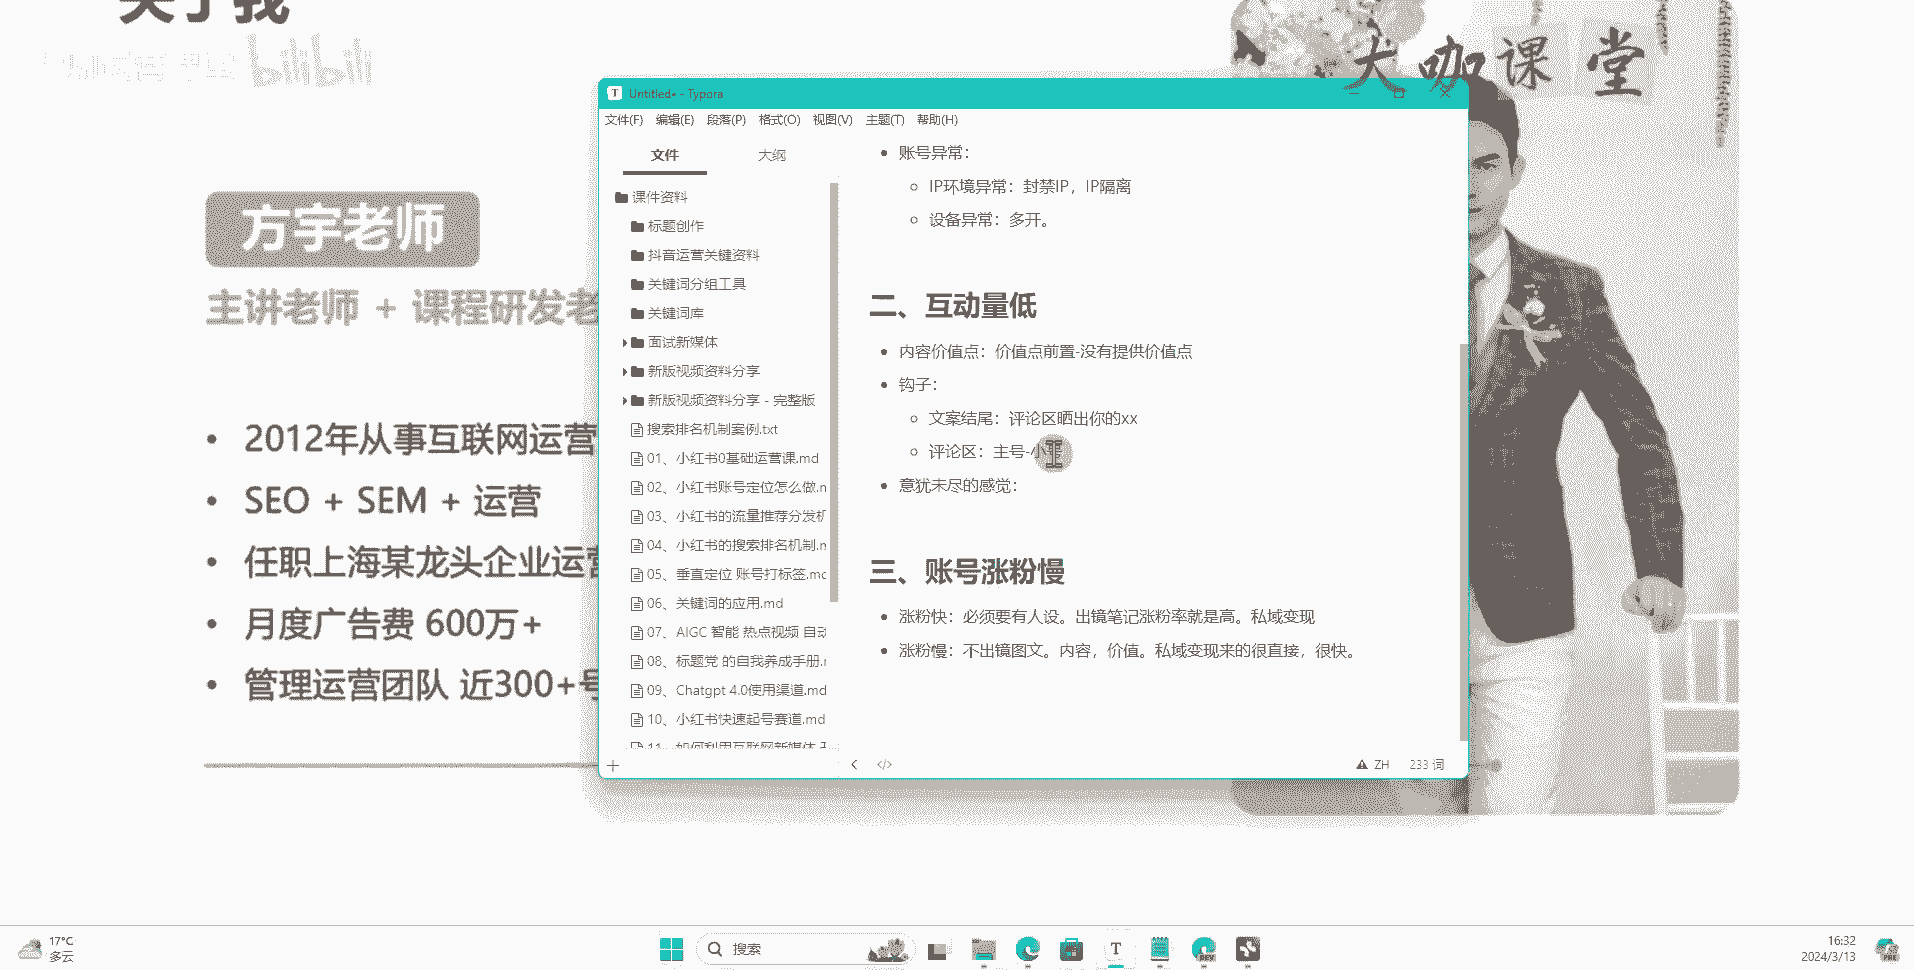 关于我
bilibili
大咖课堂
方宇老师
主讲老师 + 课程研发老
2012年从事互联网运营
SEO + SEM + 运营
任职上海某龙头企业运营
月度广告费 600万+
管理运营团队 近300+号
Untitled• - Typora
文件(F) 编辑(E) 段落(P) 格式(O) 视图(V) 主题(T) 帮助(H)
文件 大纲
课件资料
标题创作
抖音运营关键资料
关键词分组工具
关键词库
面试新媒体
新版视频资料分享
新版视频资料分享 - 完整版
搜索排名机制案例.txt
01、小红书0基础运营课.md
02、小红书账号定位怎么做.m
03、小红书的流量推荐分发机
04、小红书的搜索排名机制.m
05、垂直定位 账号打标签.mc
06、关键词的应用.md
07、AIGC 智能 热点视频 自动
08、标题党 的自我养成手册.m
09、Chatgpt 4.0使用渠道.md
10、小红书快速起号赛道.md
11、如何利用互联网新媒体
账号异常：
IP环境异常：封禁IP，IP隔离
设备异常：多开。
二、互动量低
内容价值点：价值点前置-没有提供价值点
钩子：
文案结尾：评论区晒出你的xx
评论区：主号-小号
意犹未尽的感觉：
三、账号涨粉慢
涨粉快：必须要有人设。出镜笔记涨粉率就是高。私域变现
涨粉慢：不出镜图文。内容，价值。私域变现来的很直接，很快。
ZH 233 词
17°C
多云
搜索
16:32
2024/3/13
DEV
PRE